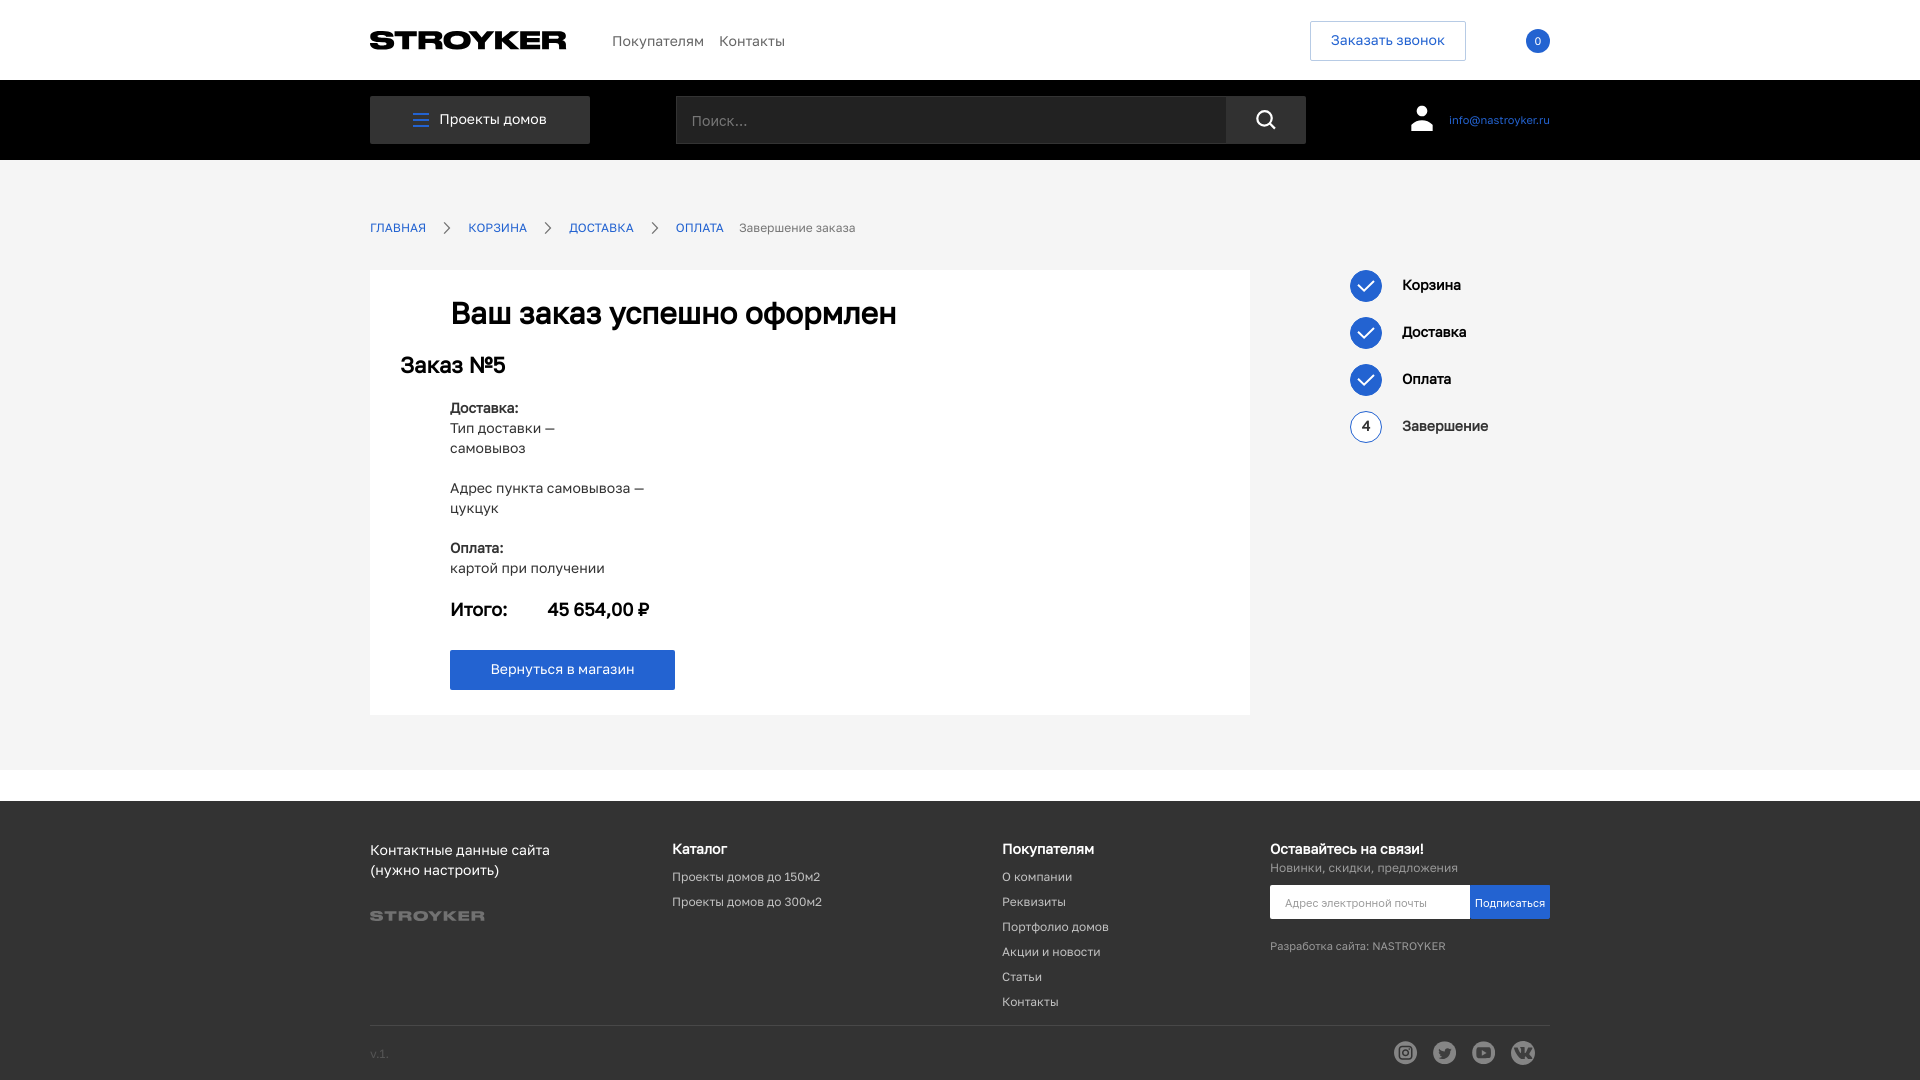 STROYKER
Покупателям
Контакты
Заказать звонок
0
Проекты домов
Поиск...
info@nastroyker.ru
ГЛАВНАЯ
КОРЗИНА
ДОСТАВКА
ОПЛАТА
Завершение заказа
Ваш заказ успешно оформлен
Заказ №5
Доставка:
Тип доставки —
самовывоз
Адрес пункта самовывоза —
цукцук
Оплата:
картой при получении
Итого: 45 654,00 ₽
Вернуться в магазин
Корзина
Доставка
Оплата
4 Завершение
Контактные данные сайта
(нужно настроить)
STROYKER
Каталог
Проекты домов до 150м2
Проекты домов до 300м2
Покупателям
О компании
Реквизиты
Портфолио домов
Акции и новости
Статьи
Контакты
Оставайтесь на связи!
Новинки, скидки, предложения
Адрес электронной почты
Подписаться
Разработка сайта: NASTROYKER
v.1.